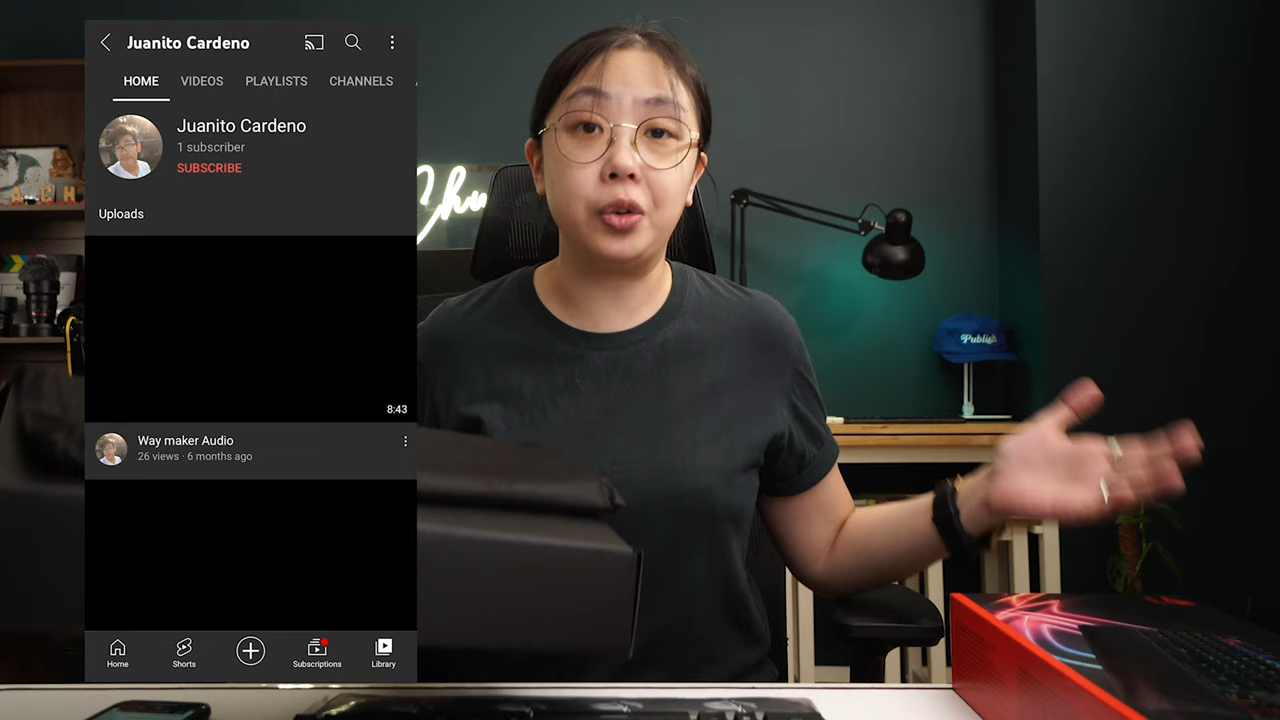 Juanito Cardeno
HOME VIDEOS PLAYLISTS CHANNELS
Juanito Cardeno
1 subscriber
SUBSCRIBE
Uploads
8:43
Way maker Audio
26 views · 6 months ago
Home Shorts Subscriptions Library
Chu
Publish